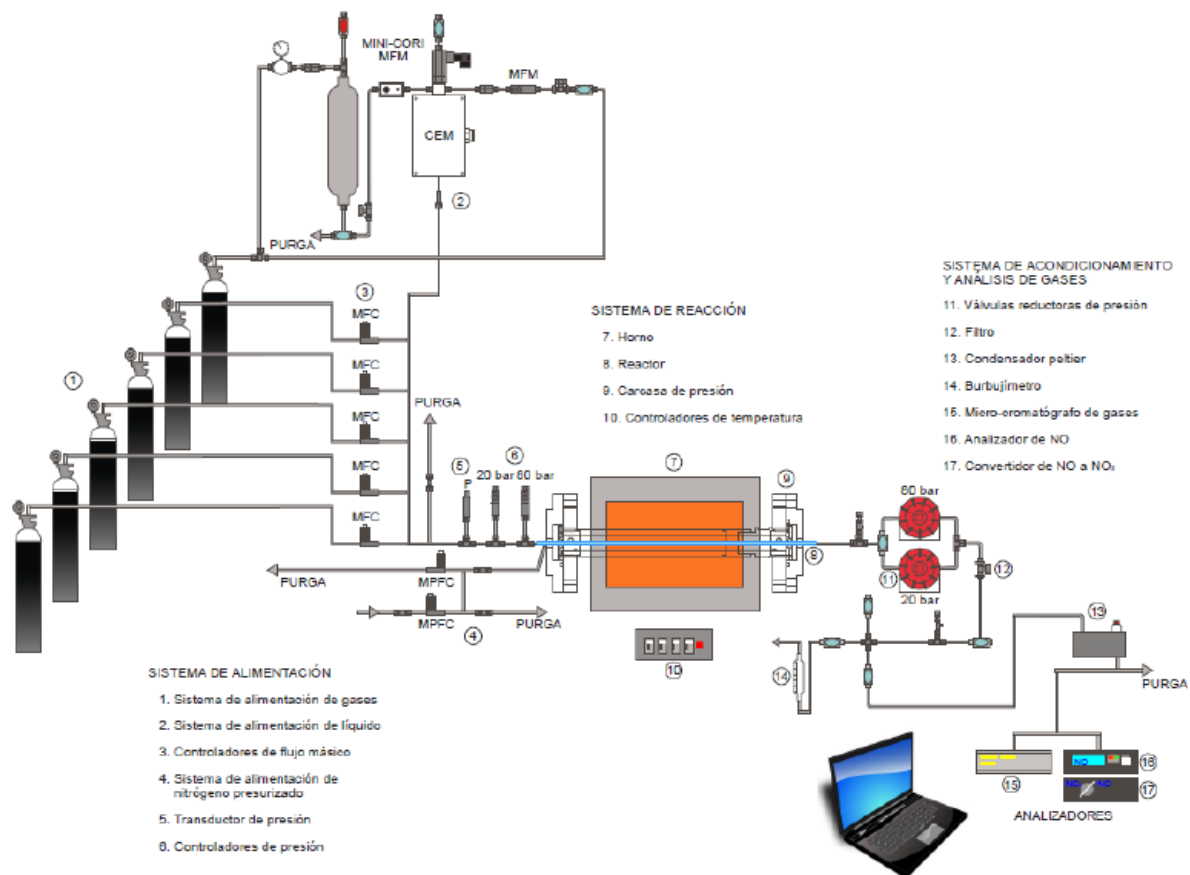 MINI-CORI
MFM
MFM
CEM
2
PURGA
3
MFC
MFC
MFC
MFC
MFC
1
PURGA
5
P
6
20 bar
60 bar
PURGA
MPFC
MPFC
4
PURGA
SISTEMA DE REACCIÓN
7. Horno
8. Reactor
9. Carcasa de presión
10. Controladores de temperatura
7
9
8
10
SISTEMA DE ACONDICIONAMIENTO
Y ANÁLISIS DE GASES
11. Válvulas reductoras de presión
12. Filtro
13. Condensador peltier
14. Burbujímetro
15. Micro-cromatógrafo de gases
16. Analizador de NO
17. Convertidor de NO a NO₂
60 bar
11
20 bar
12
13
14
PURGA
15
NO
16
NO₂ NO
17
ANALIZADORES
SISTEMA DE ALIMENTACIÓN
1. Sistema de alimentación de gases
2. Sistema de alimentación de líquido
3. Controladores de flujo másico
4. Sistema de alimentación de
nitrógeno presurizado
5. Transductor de presión
6. Controladores de presión